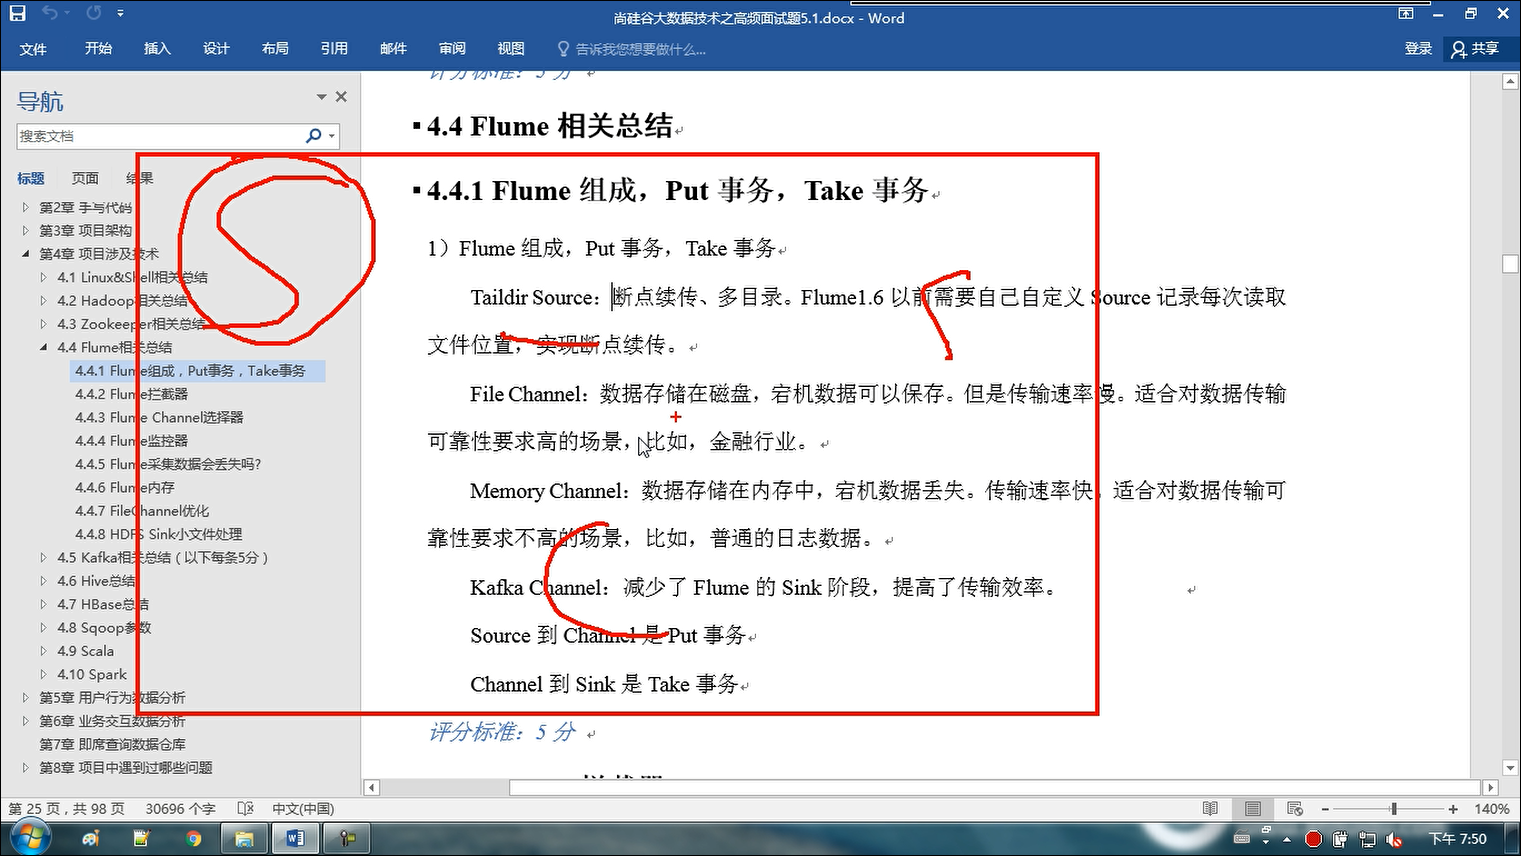 尚硅谷大数据技术之高频面试题5.1.docx - Word
文件 开始 插入 设计 布局 引用 邮件 审阅 视图 告诉我您想要做什么... 登录 共享
导航
搜索文档
标题 页面 结果
第2章 手写代码
第3章 项目架构
第4章 项目涉及技术
4.1 Linux&Shell相关总结
4.2 Hadoop相关总结
4.3 Zookeeper相关总结
4.4 Flume相关总结
4.4.1 Flume组成，Put事务，Take事务
4.4.2 Flume拦截器
4.4.3 Flume Channel选择器
4.4.4 Flume监控器
4.4.5 Flume采集数据会丢失吗?
4.4.6 Flume内存
4.4.7 FileChannel优化
4.4.8 HDFS Sink小文件处理
4.5 Kafka相关总结（以下每条5分）
4.6 Hive总结
4.7 HBase总结
4.8 Sqoop参数
4.9 Scala
4.10 Spark
第5章 用户行为数据分析
第6章 业务交互数据分析
第7章 即席查询数据仓库
第8章 项目中遇到过哪些问题
评分标准：5 分
4.4 Flume 相关总结
4.4.1 Flume 组成，Put 事务，Take 事务
1）Flume 组成，Put 事务，Take 事务
Taildir Source：断点续传、多目录。Flume1.6 以前需要自己自定义 Source 记录每次读取
文件位置，实现断点续传。
File Channel：数据存储在磁盘，宕机数据可以保存。但是传输速率慢。适合对数据传输
可靠性要求高的场景，比如，金融行业。
Memory Channel：数据存储在内存中，宕机数据丢失。传输速率快。适合对数据传输可
靠性要求不高的场景，比如，普通的日志数据。
Kafka Channel：减少了 Flume 的 Sink 阶段，提高了传输效率。
Source 到 Channel 是 Put 事务
Channel 到 Sink 是 Take 事务
评分标准：5 分
第 25 页，共 98 页 30696 个字 中文(中国) 140%
下午 7:50